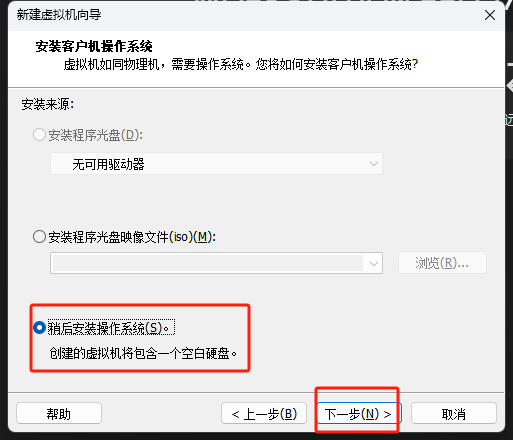 新建虚拟机向导
安装客户机操作系统
虚拟机如同物理机，需要操作系统。您将如何安装客户机操作系统?
安装来源:
安装程序光盘(D):
无可用驱动器
安装程序光盘映像文件(iso)(M):
浏览(R)...
稍后安装操作系统(S)。
创建的虚拟机将包含一个空白硬盘。
帮助
< 上一步(B)
下一步(N) >
取消